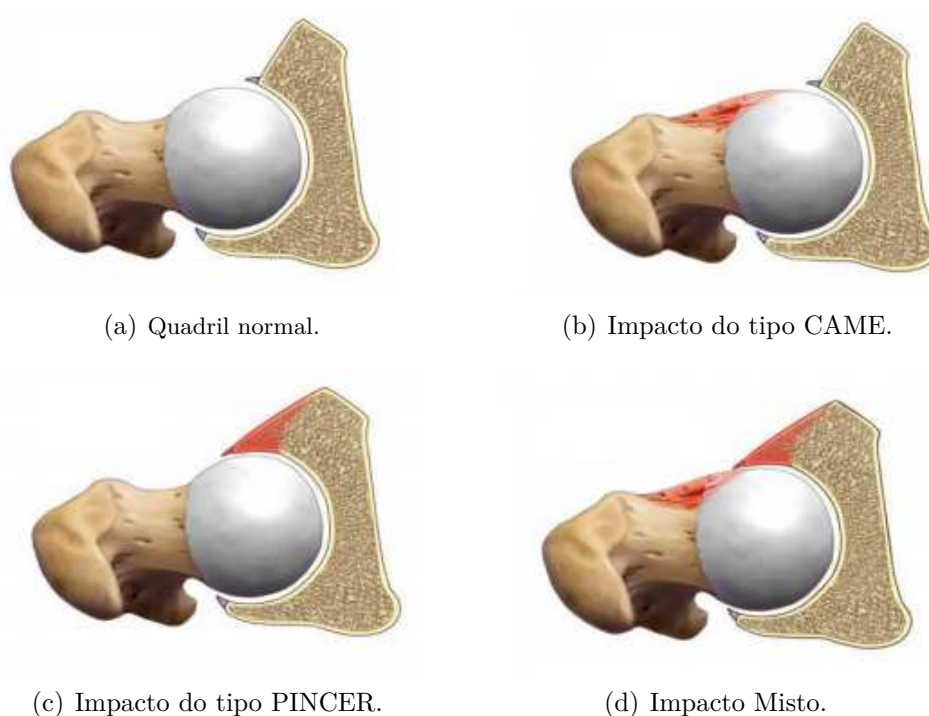 (a) Quadril normal.
(b) Impacto do tipo CAME.
(c) Impacto do tipo PINCER.
(d) Impacto Misto.